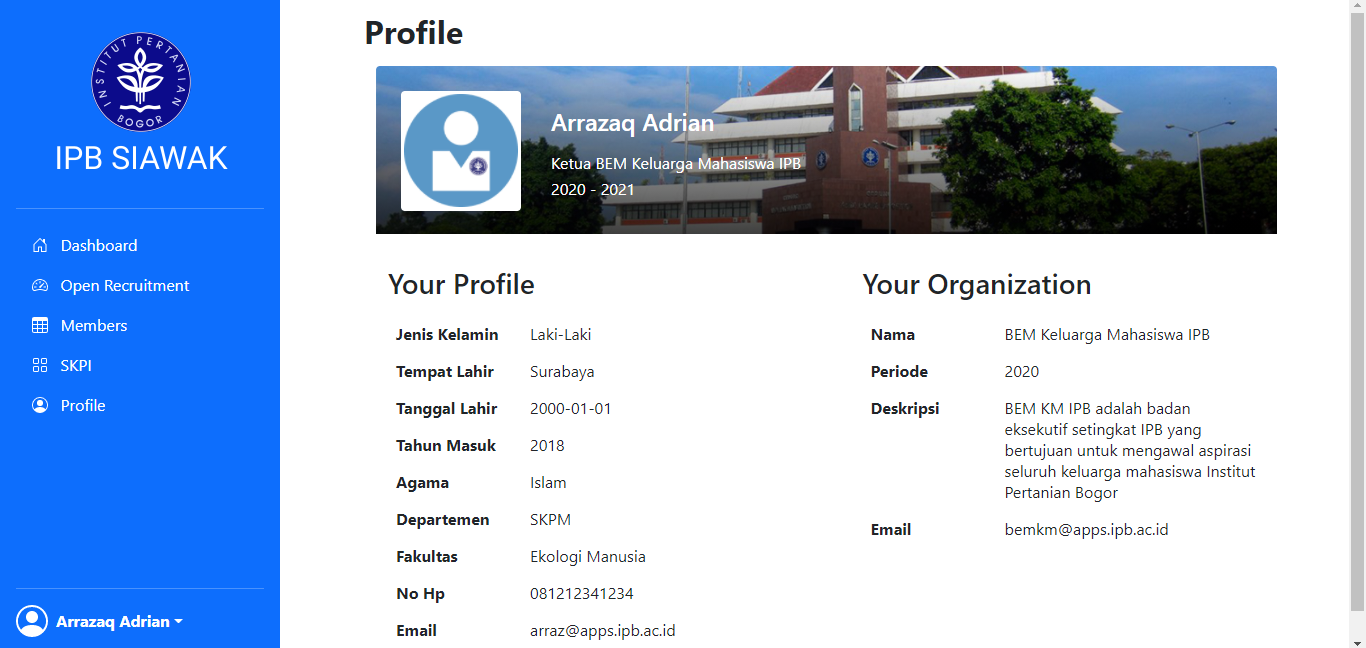 INSTITUT PERTANIAN
BOGOR
IPB SIAWAK
Dashboard
Open Recruitment
Members
SKPI
Profile
Arrazaq Adrian
Profile
Arrazaq Adrian
Ketua BEM Keluarga Mahasiswa IPB
2020 - 2021
Your Profile
Jenis Kelamin Laki-Laki
Tempat Lahir Surabaya
Tanggal Lahir 2000-01-01
Tahun Masuk 2018
Agama Islam
Departemen SKPM
Fakultas Ekologi Manusia
No Hp 081212341234
Email arraz@apps.ipb.ac.id
Your Organization
Nama BEM Keluarga Mahasiswa IPB
Periode 2020
Deskripsi BEM KM IPB adalah badan
eksekutif setingkat IPB yang
bertujuan untuk mengawal aspirasi
seluruh keluarga mahasiswa Institut
Pertanian Bogor
Email bemkm@apps.ipb.ac.id